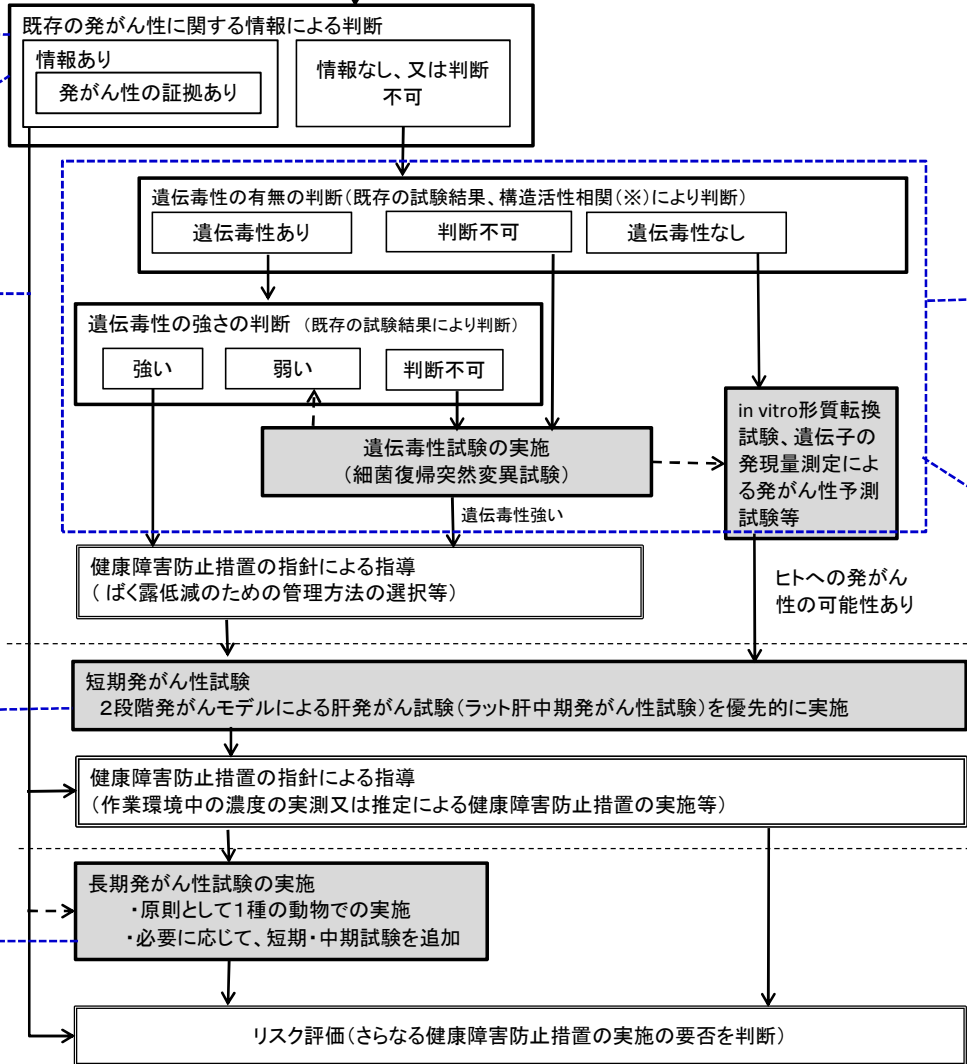 既存の発がん性に関する情報による判断
情報あり
発がん性の証拠あり
情報なし、又は判断
不可
遺伝毒性の有無の判断(既存の試験結果、構造活性相関(※)により判断)
遺伝毒性あり
判断不可
遺伝毒性なし
遺伝毒性の強さの判断 (既存の試験結果により判断)
強い
弱い
判断不可
遺伝毒性試験の実施
(細菌復帰突然変異試験)
in vitro形質転換
試験、遺伝子の
発現量測定によ
る発がん性予測
試験等
遺伝毒性強い
健康障害防止措置の指針による指導
( ばく露低減のための管理方法の選択等)
ヒトへの発がん
性の可能性あり
短期発がん性試験
2段階発がんモデルによる肝発がん試験(ラット肝中期発がん性試験)を優先的に実施
健康障害防止措置の指針による指導
(作業環境中の濃度の実測又は推定による健康障害防止措置の実施等)
長期発がん性試験の実施
・原則として1種の動物での実施
・必要に応じて、短期・中期試験を追加
リスク評価(さらなる健康障害防止措置の実施の要否を判断)